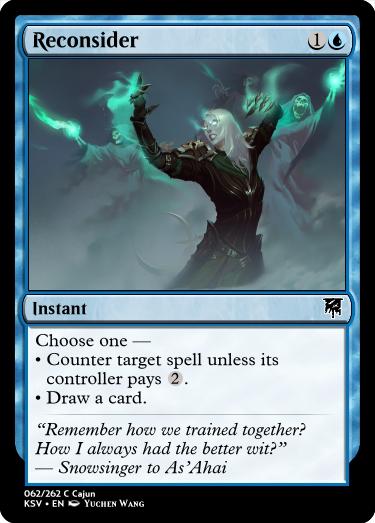 Reconsider 1
Instant
Choose one —
• Counter target spell unless its
controller pays 2.
• Draw a card.
“Remember how we trained together?
How I always had the better wit?”
— Snowsinger to As'Ahai
062/262 C Cajun
KSV • EN Yuchen Wang